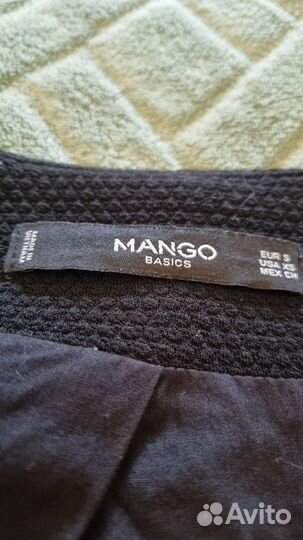 MADE IN
VIETNAM
MANGO
BASICS
EUR S
USA XS
MEX CH
Avito